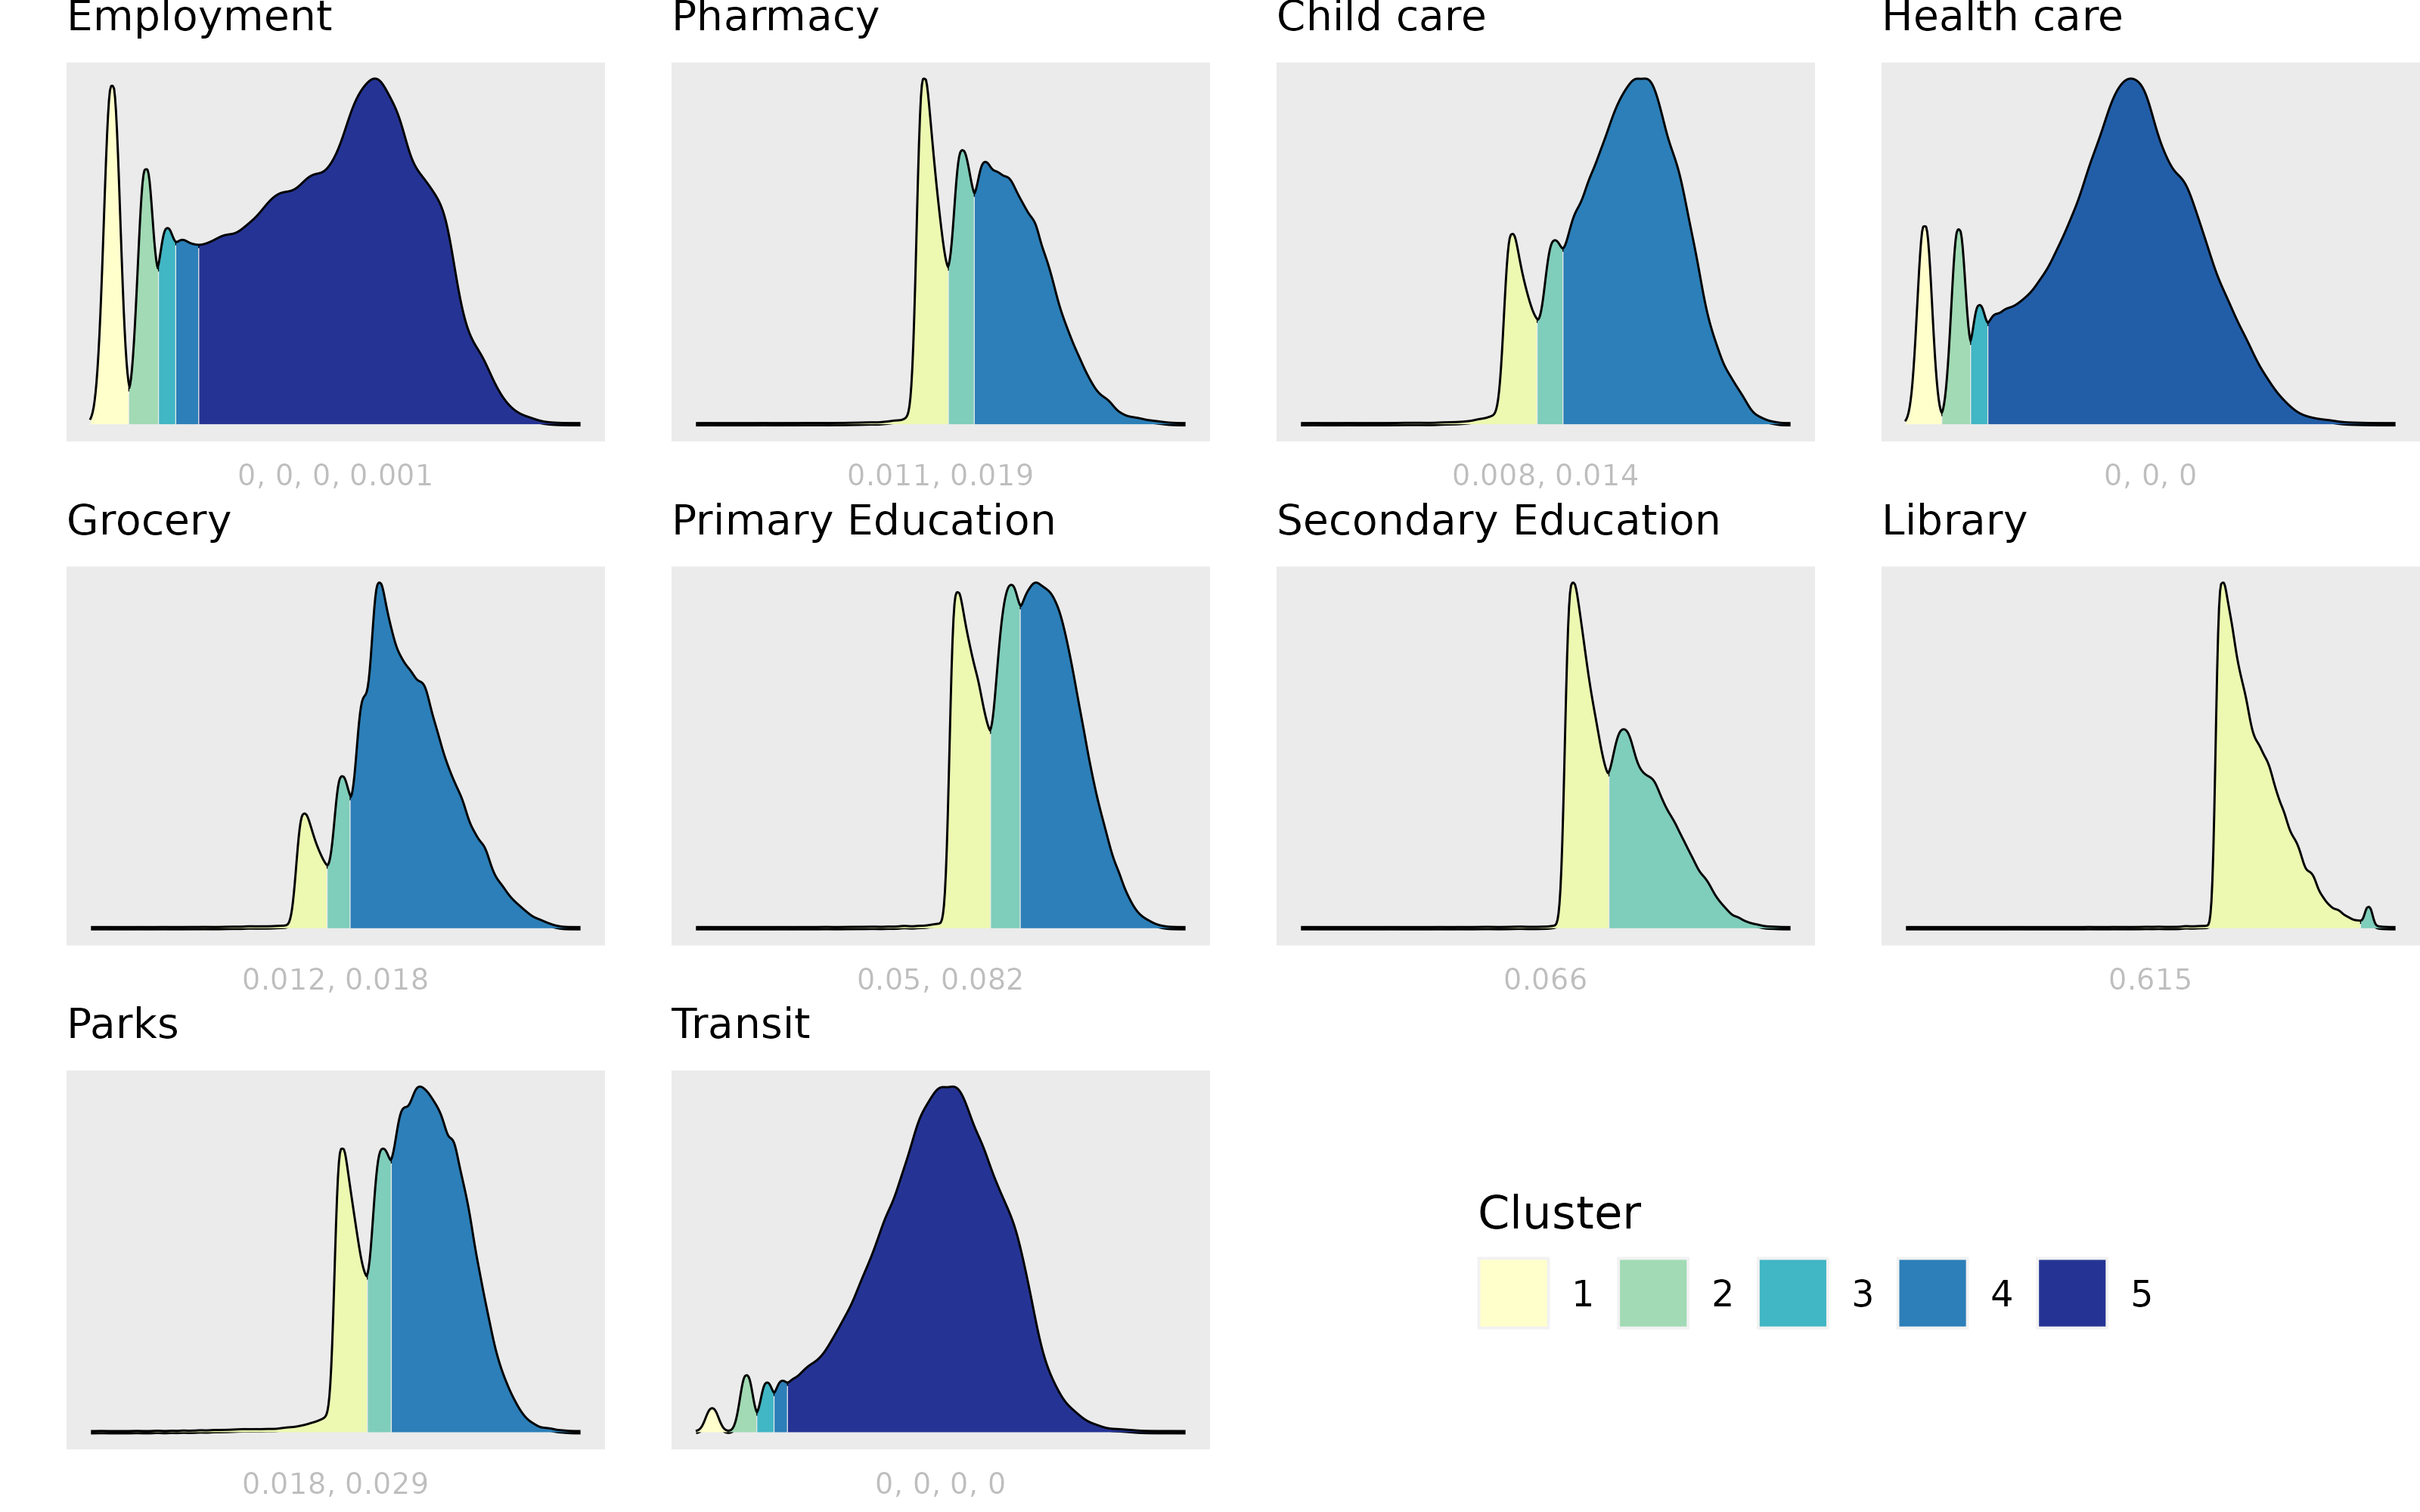 Employment
Pharmacy
Child care
Health care
0, 0, 0, 0.001
0.011, 0.019
0.008, 0.014
0, 0, 0
Grocery
Primary Education
Secondary Education
Library
0.012, 0.018
0.05, 0.082
0.066
0.615
Parks
Transit
Cluster
1
2
3
4
5
0.018, 0.029
0, 0, 0, 0